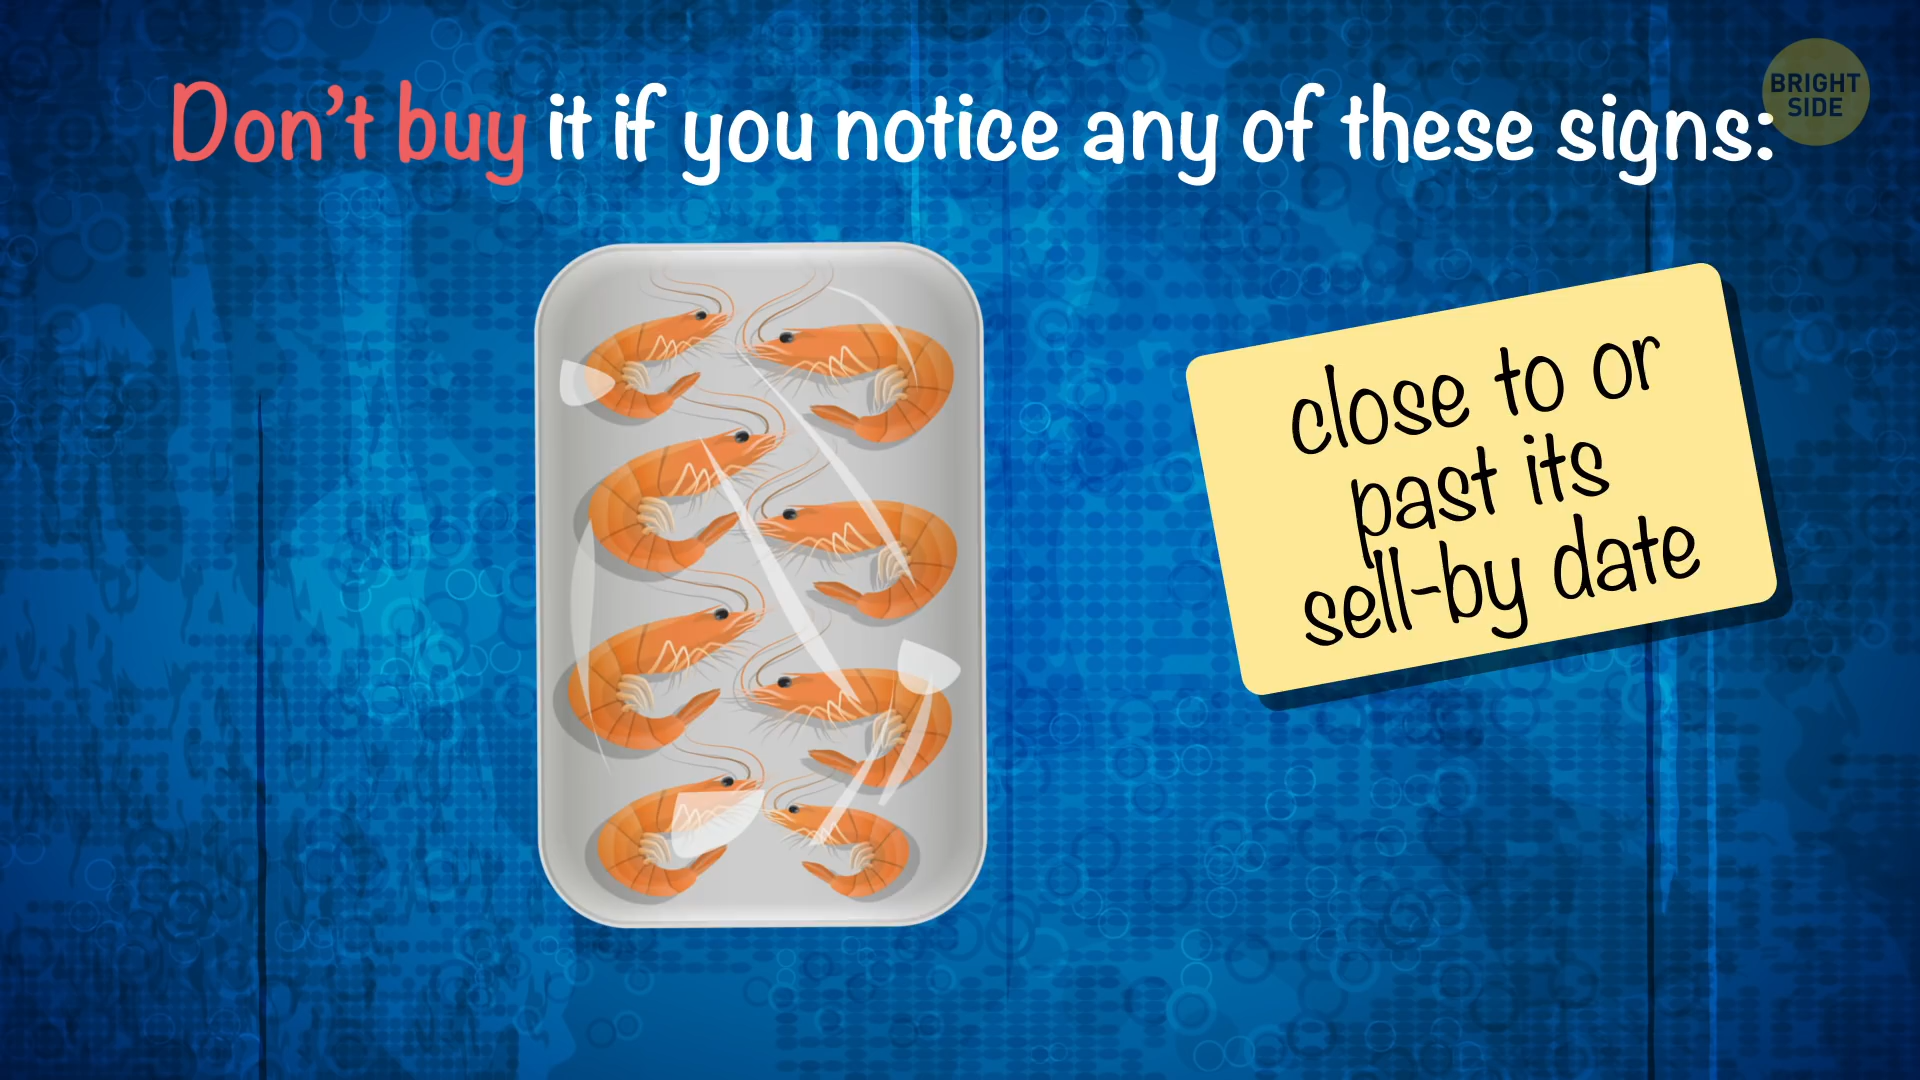 Don't buy it if you notice any of these signs:
BRIGHT
SIDE
close to or
past its
sell-by date